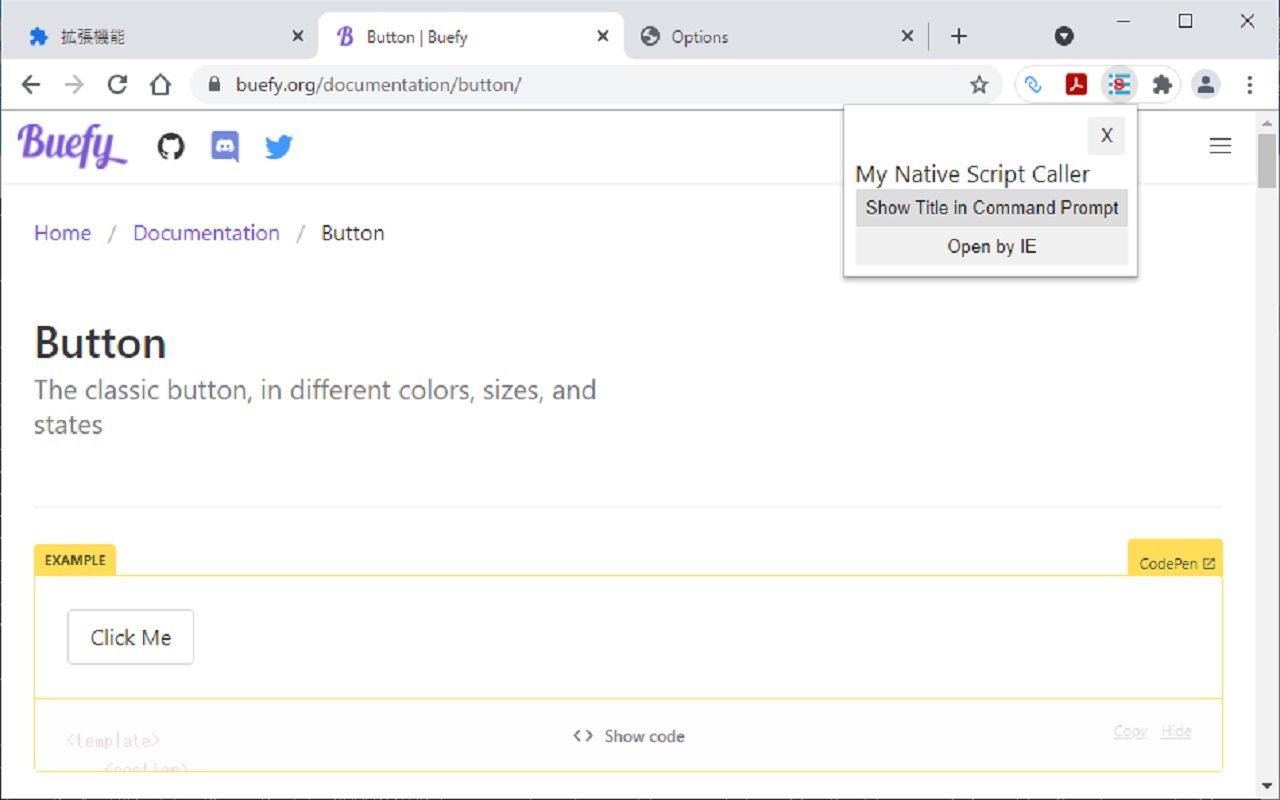 拡張機能
Button | Buefy
Options
buefy.org/documentation/button/
Buefy
X
My Native Script Caller
Show Title in Command Prompt
Open by IE
Home / Documentation / Button
Button
The classic button, in different colors, sizes, and
states
EXAMPLE
CodePen
Click Me
<template>
<> Show code
Copy Hide
<section>